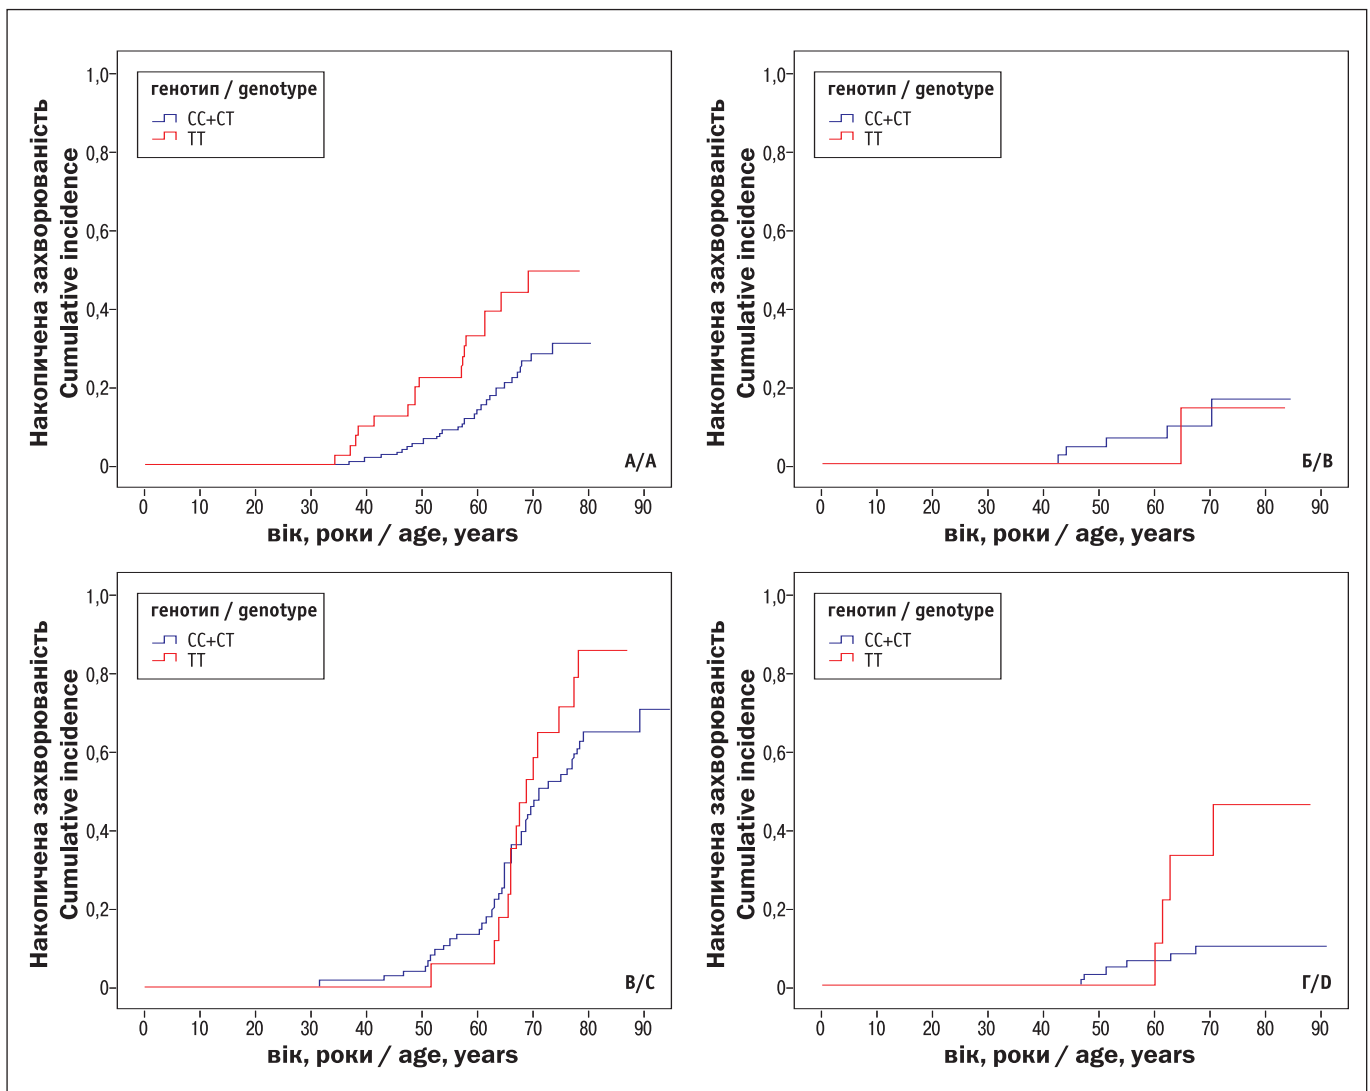 Накопичена захворюваність
Cumulative incidence
1,0
0,8
0,6
0,4
0,2
0
генотип / genotype
CC+CT
TT
А/A
0 10 20 30 40 50 60 70 80 90
вік, роки / age, years
Накопичена захворюваність
Cumulative incidence
1,0
0,8
0,6
0,4
0,2
0
генотип / genotype
CC+CT
TT
Б/B
0 10 20 30 40 50 60 70 80 90
вік, роки / age, years
Накопичена захворюваність
Cumulative incidence
1,0
0,8
0,6
0,4
0,2
0
генотип / genotype
CC+CT
TT
В/C
0 10 20 30 40 50 60 70 80 90
вік, роки / age, years
Накопичена захворюваність
Cumulative incidence
1,0
0,8
0,6
0,4
0,2
0
генотип / genotype
CC+CT
TT
Г/D
0 10 20 30 40 50 60 70 80 90
вік, роки / age, years